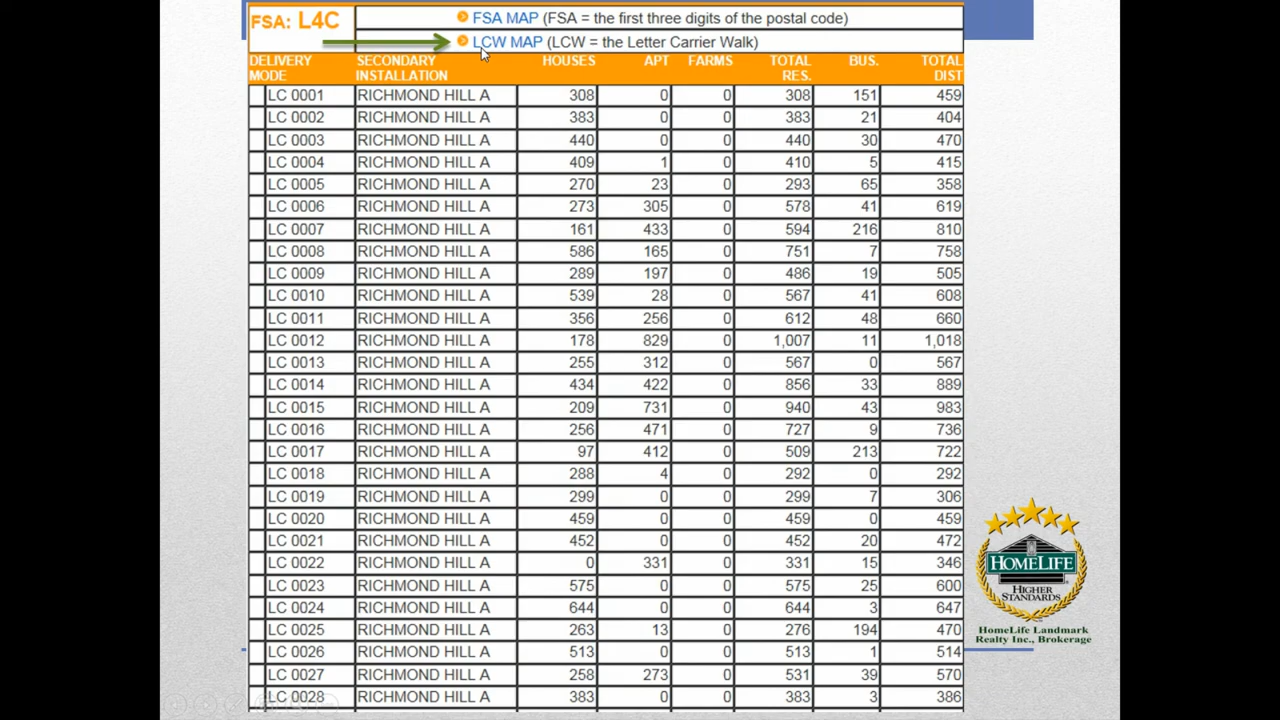 FSA: L4C
FSA MAP (FSA = the first three digits of the postal code)
LCW MAP (LCW = the Letter Carrier Walk)
DELIVERY MODE SECONDARY INSTALLATION HOUSES APT FARMS TOTAL RES. BUS. TOTAL DIST
LC 0001 RICHMOND HILL A 308 0 0 308 151 459
LC 0002 RICHMOND HILL A 383 0 0 383 21 404
LC 0003 RICHMOND HILL A 440 0 0 440 30 470
LC 0004 RICHMOND HILL A 409 1 0 410 5 415
LC 0005 RICHMOND HILL A 270 23 0 293 65 358
LC 0006 RICHMOND HILL A 273 305 0 578 41 619
LC 0007 RICHMOND HILL A 161 433 0 594 216 810
LC 0008 RICHMOND HILL A 586 165 0 751 7 758
LC 0009 RICHMOND HILL A 289 197 0 486 19 505
LC 0010 RICHMOND HILL A 539 28 0 567 41 608
LC 0011 RICHMOND HILL A 356 256 0 612 48 660
LC 0012 RICHMOND HILL A 178 829 0 1,007 11 1,018
LC 0013 RICHMOND HILL A 255 312 0 567 0 567
LC 0014 RICHMOND HILL A 434 422 0 856 33 889
LC 0015 RICHMOND HILL A 209 731 0 940 43 983
LC 0016 RICHMOND HILL A 256 471 0 727 9 736
LC 0017 RICHMOND HILL A 97 412 0 509 213 722
LC 0018 RICHMOND HILL A 288 4 0 292 0 292
LC 0019 RICHMOND HILL A 299 0 0 299 7 306
LC 0020 RICHMOND HILL A 459 0 0 459 0 459
LC 0021 RICHMOND HILL A 452 0 0 452 20 472
LC 0022 RICHMOND HILL A 0 331 0 331 15 346
LC 0023 RICHMOND HILL A 575 0 0 575 25 600
LC 0024 RICHMOND HILL A 644 0 0 644 3 647
LC 0025 RICHMOND HILL A 263 13 0 276 194 470
LC 0026 RICHMOND HILL A 513 0 0 513 1 514
LC 0027 RICHMOND HILL A 258 273 0 531 39 570
LC 0028 RICHMOND HILL A 383 0 0 383 3 386
HOMELIFE
HIGHER
STANDARDS
HomeLife Landmark
Realty Inc., Brokerage